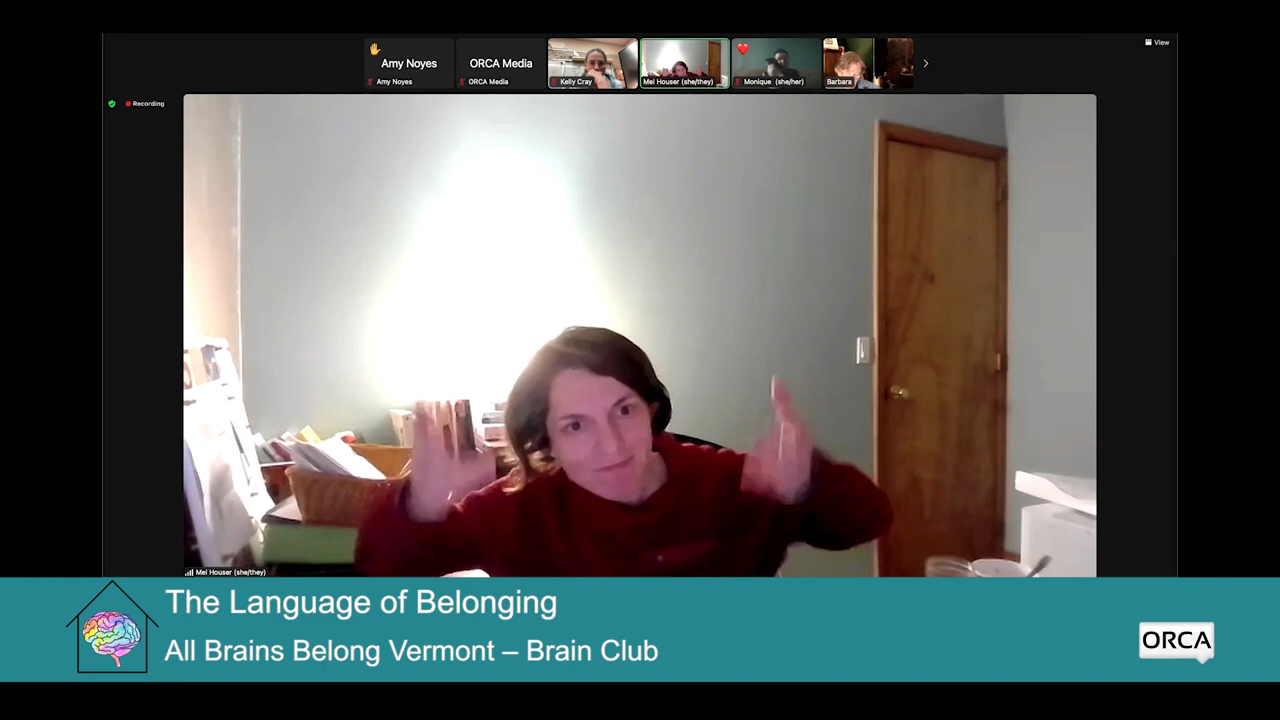 View
Amy Noyes
Amy Noyes
ORCA Media
ORCA Media
Kelly Cray
Mel Houser (she/they)
Monique (she/her)
Barbara
Recording
Mel Houser (she/they)
The Language of Belonging
All Brains Belong Vermont – Brain Club
ORCA